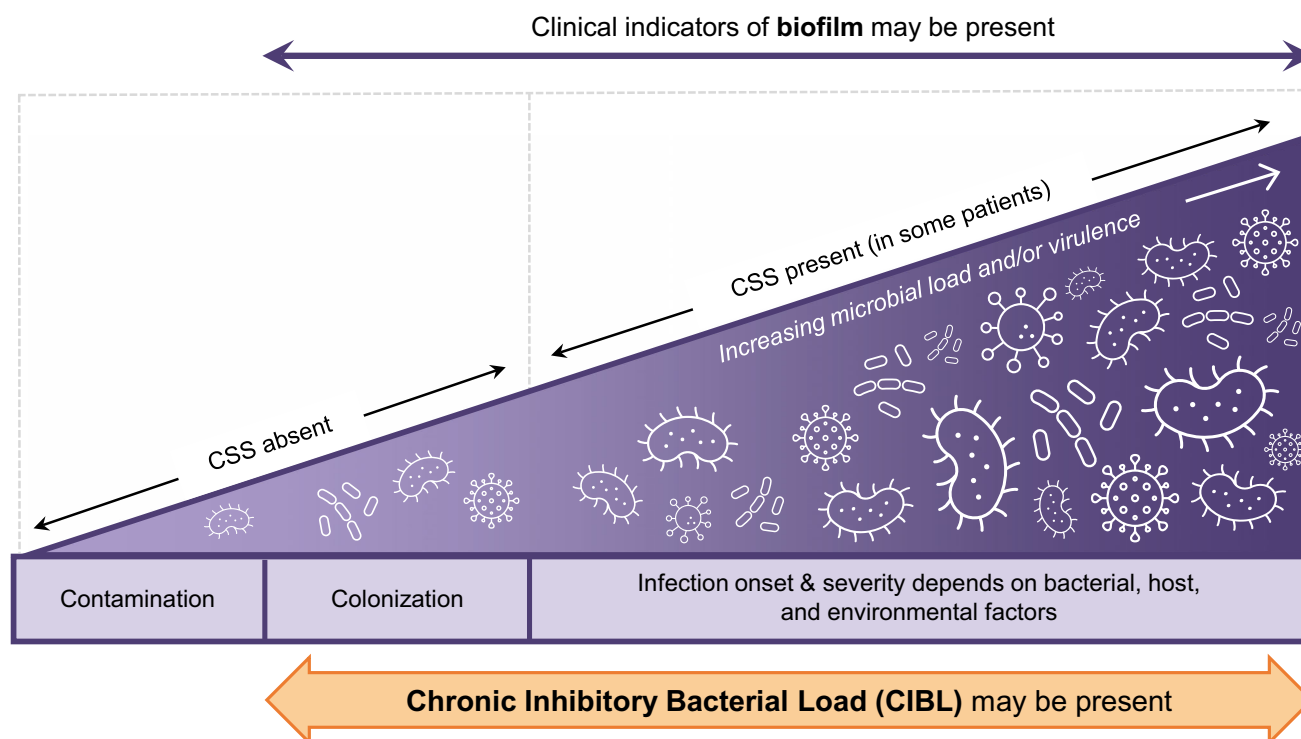 Clinical indicators of biofilm may be present
CSS present (in some patients)
Increasing microbial load and/or virulence
CSS absent
Contamination
Colonization
Infection onset & severity depends on bacterial, host,
and environmental factors
Chronic Inhibitory Bacterial Load (CIBL) may be present